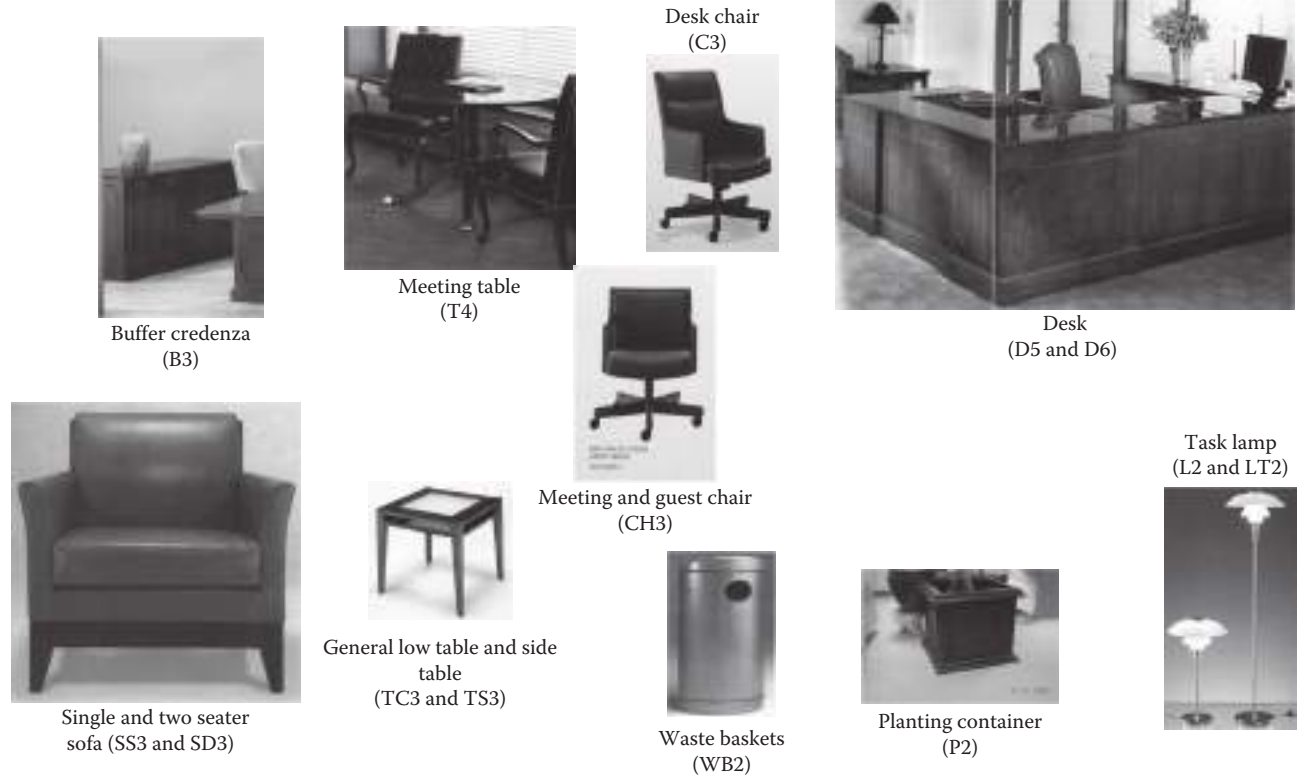 Desk chair
(C3)
Meeting table
(T4)
Buffer credenza
(B3)
Desk
(D5 and D6)
Task lamp
(L2 and LT2)
Meeting and guest chair
(CH3)
General low table and side
table
(TC3 and TS3)
Single and two seater
sofa (SS3 and SD3)
Waste baskets
(WB2)
Planting container
(P2)